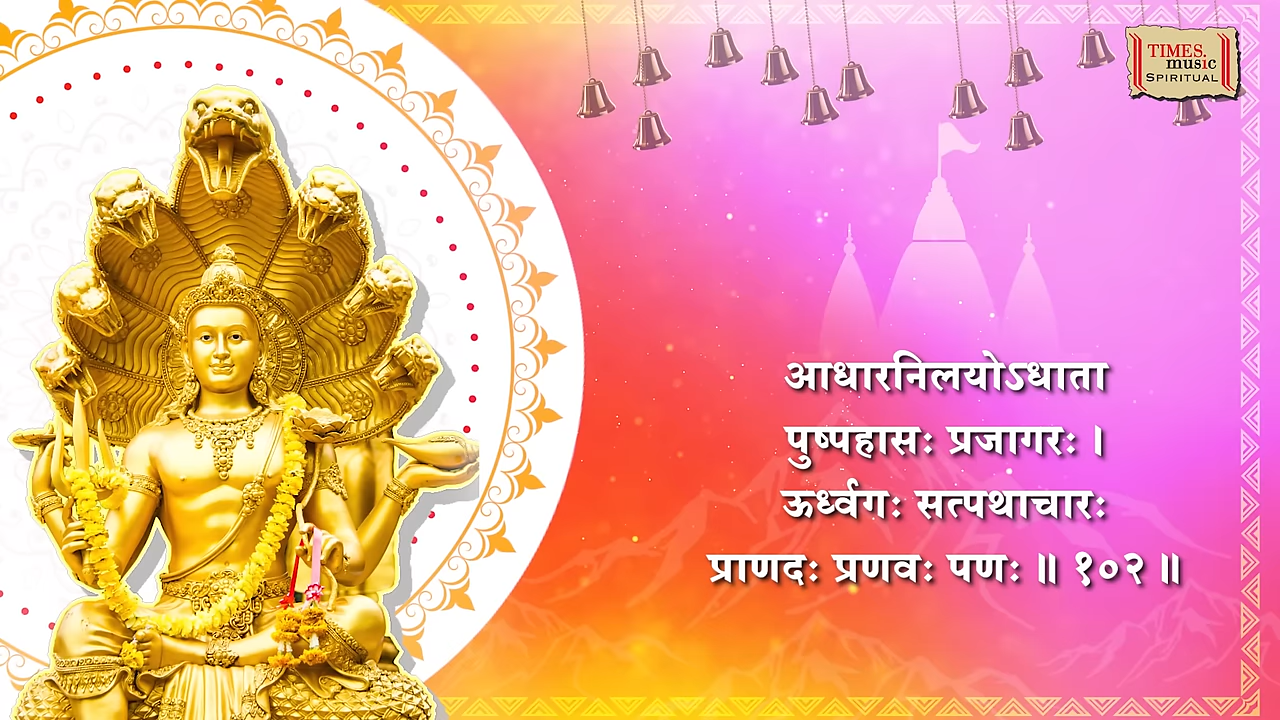 TIMES.
music
SPIRITUAL
आधारनिलयोऽधाता
पुष्पहासः प्रजागरः ।
ऊर्ध्वगः सत्पथाचारः
प्राणदः प्रणवः पणः ॥ १०२ ॥